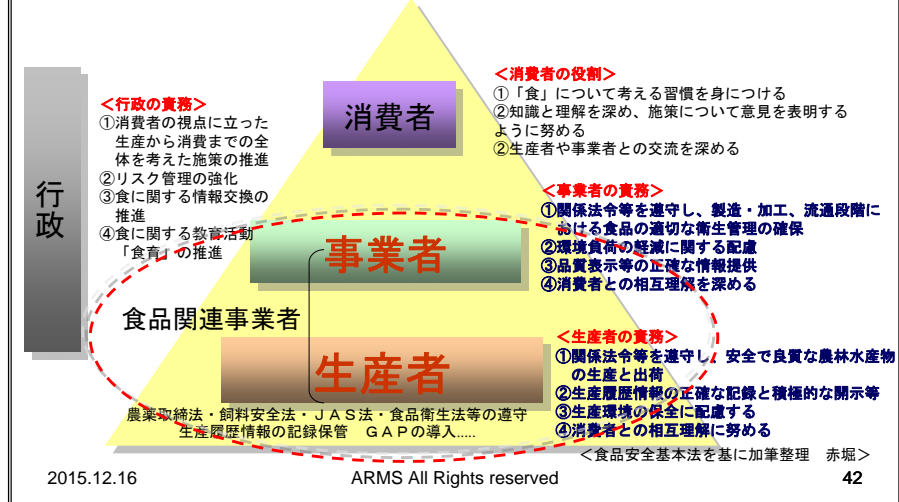 行政
＜行政の責務＞
①消費者の視点に立った
生産から消費までの全
体を考えた施策の推進
②リスク管理の強化
③食に関する情報交換の
推進
④食に関する教育活動
「食育」の推進
消費者
＜消費者の役割＞
①「食」について考える習慣を身につける
②知識と理解を深め、施策について意見を表明する
ように努める
②生産者や事業者との交流を深める
事業者
＜事業者の責務＞
①関係法令等を遵守し、製造・加工、流通段階に
おける食品の適切な衛生管理の確保
②環境負荷の軽減に関する配慮
③品質表示等の正確な情報提供
④消費者との相互理解を深める
食品関連事業者
生産者
＜生産者の責務＞
①関係法令等を遵守し、安全で良質な農林水産物
の生産と出荷
②生産履歴情報の正確な記録と積極的な開示等
③生産環境の保全に配慮する
④消費者との相互理解に努める
農薬取締法・飼料安全法・ＪＡＳ法・食品衛生法等の遵守
生産履歴情報の記録保管　ＧＡＰの導入.....
＜食品安全基本法を基に加筆整理　赤堀＞
2015.12.16
ARMS All Rights reserved
42